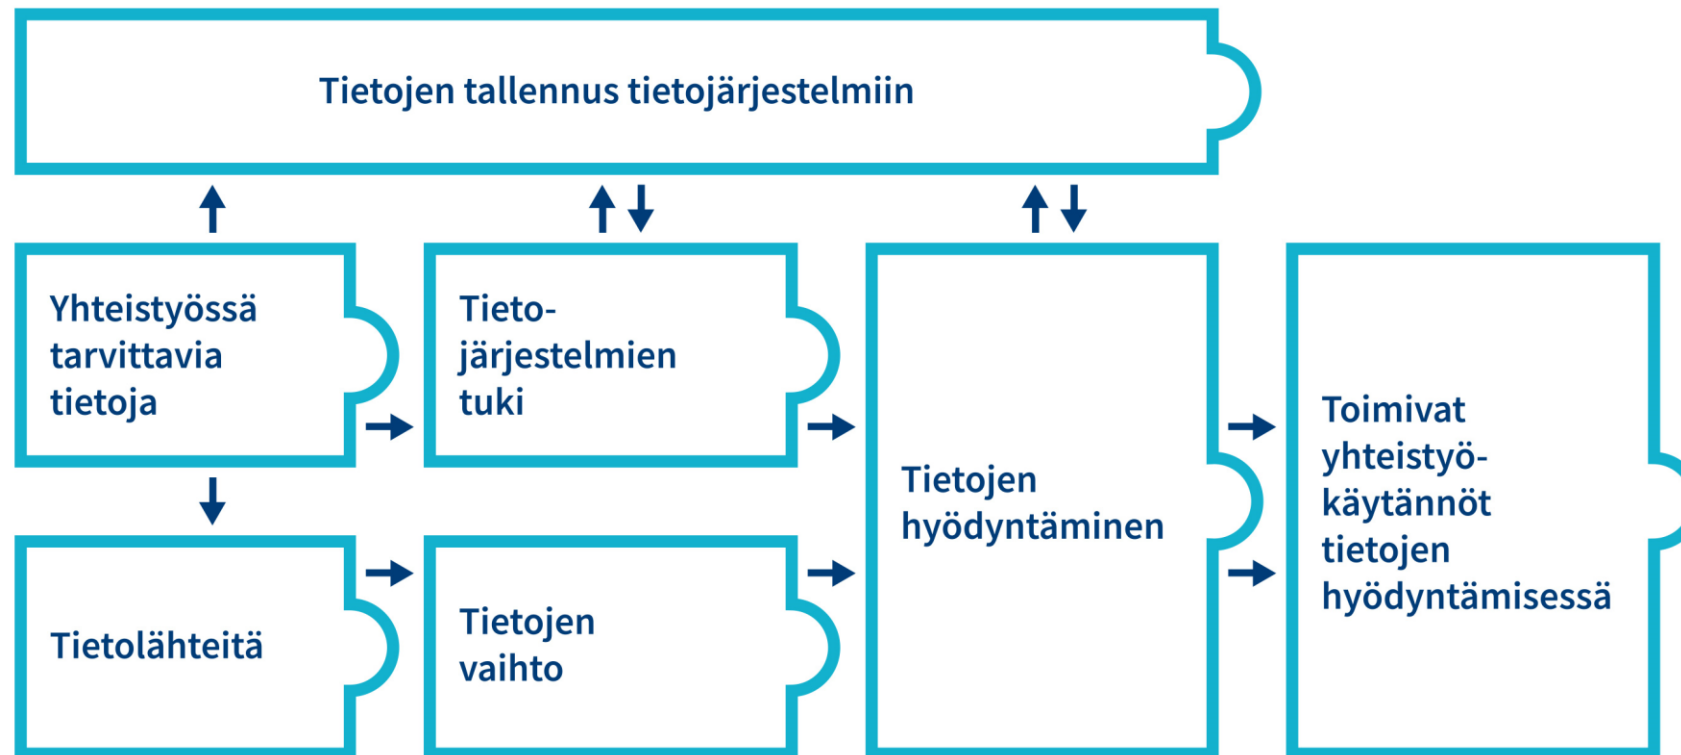 Tietojen tallennus tietojärjestelmiin
Yhteistyössä
tarvittavia
tietoja
Tieto-
järjestelmien
tuki
Tietolähteitä
Tietojen
vaihto
Tietojen
hyödyntäminen
Toimivat
yhteistyö-
käytännöt
tietojen
hyödyntämisessä